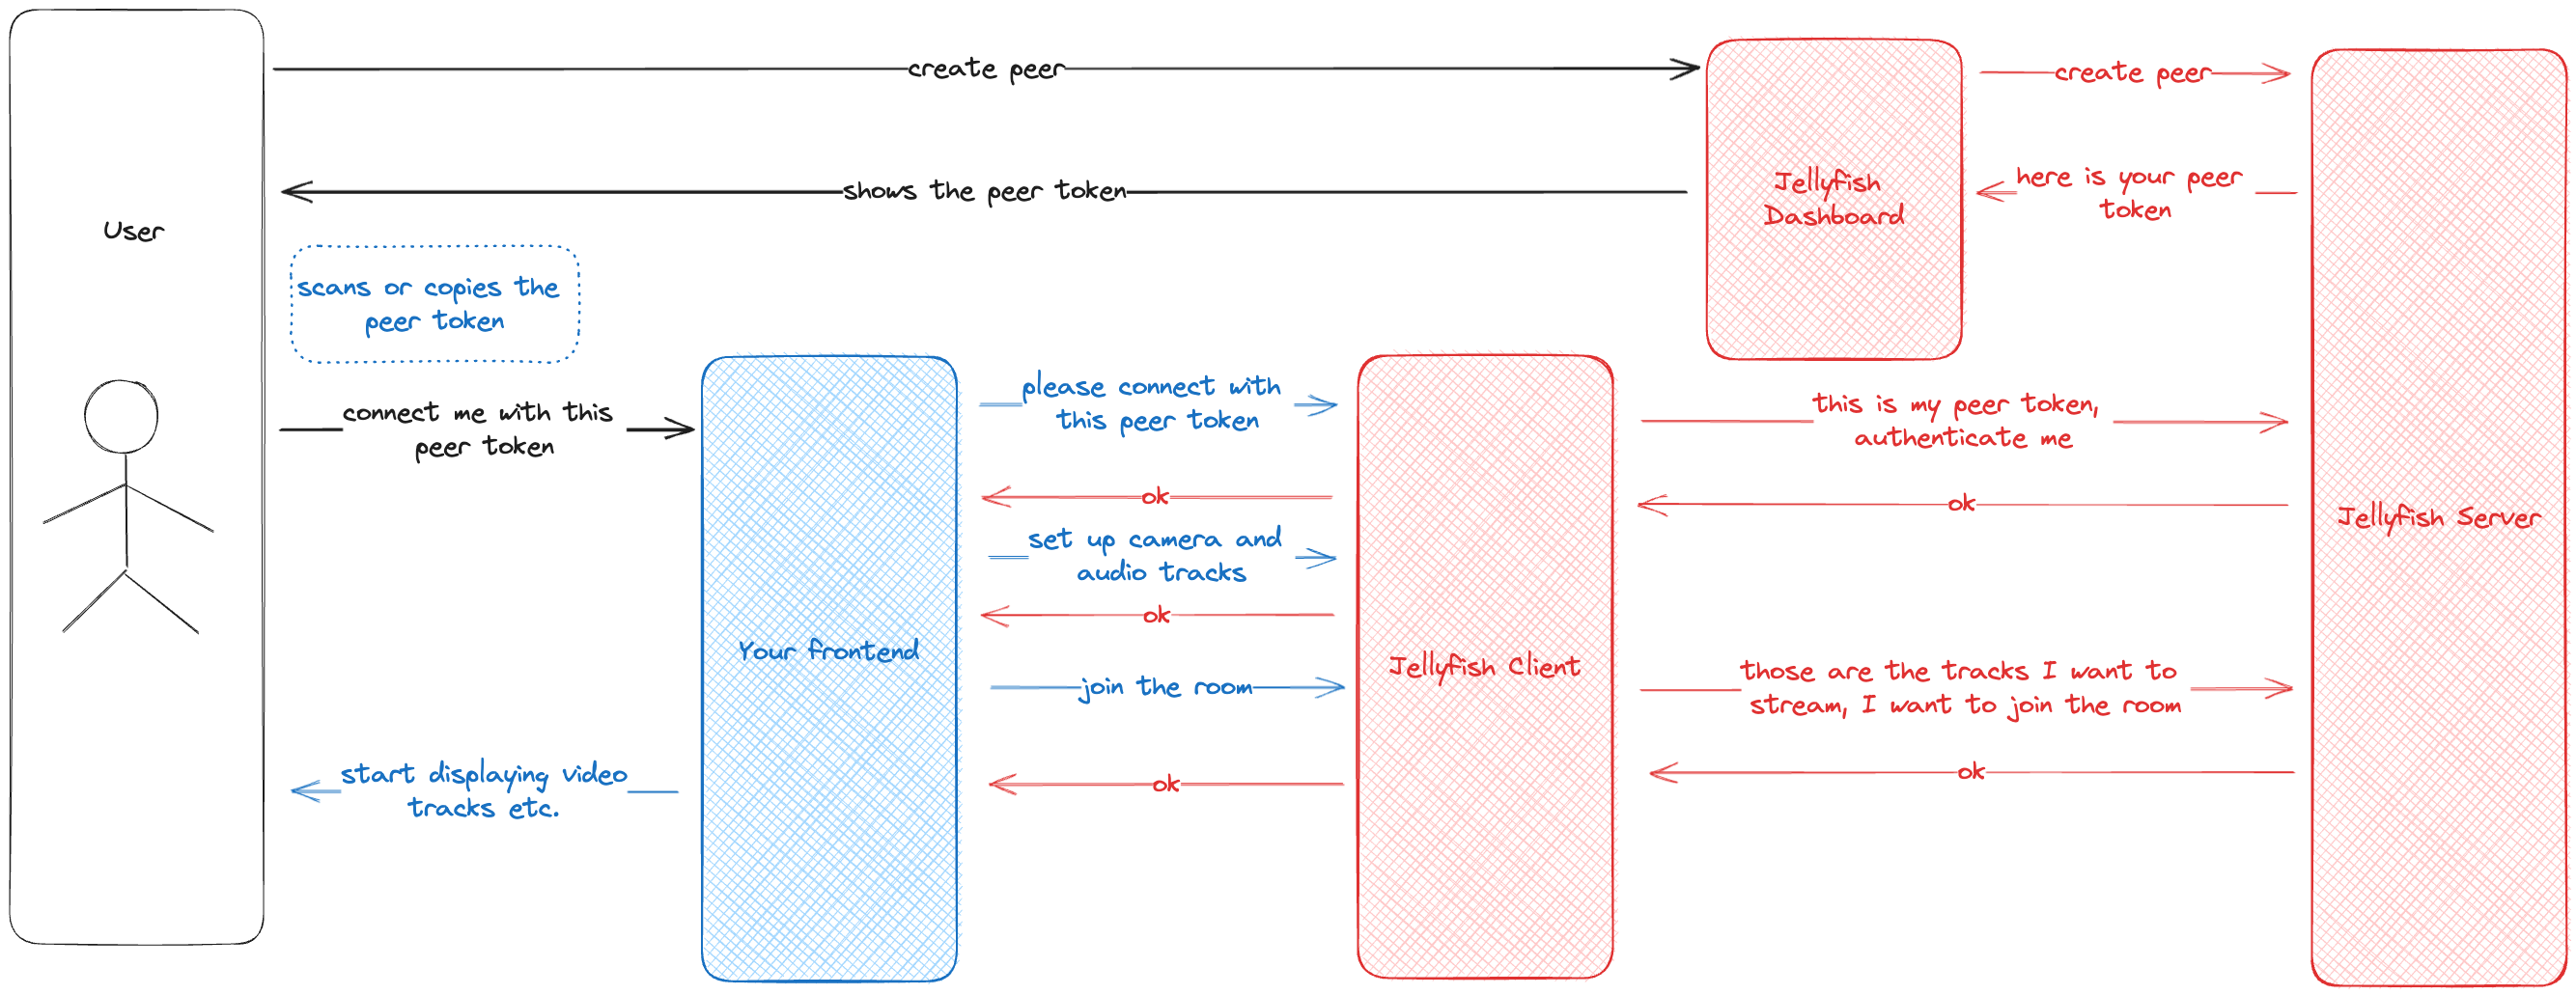 create peer
create peer
shows the peer token
here is your peer
token
Jellyfish
Dashboard
User
scans or copies the
peer token
connect me with this
peer token
please connect with
this peer token
this is my peer token,
authenticate me
ok
ok
set up camera and
audio tracks
ok
Your frontend
Jellyfish Client
Jellyfish Server
join the room
those are the tracks I want to
stream, I want to join the room
start displaying video
tracks etc.
ok
ok